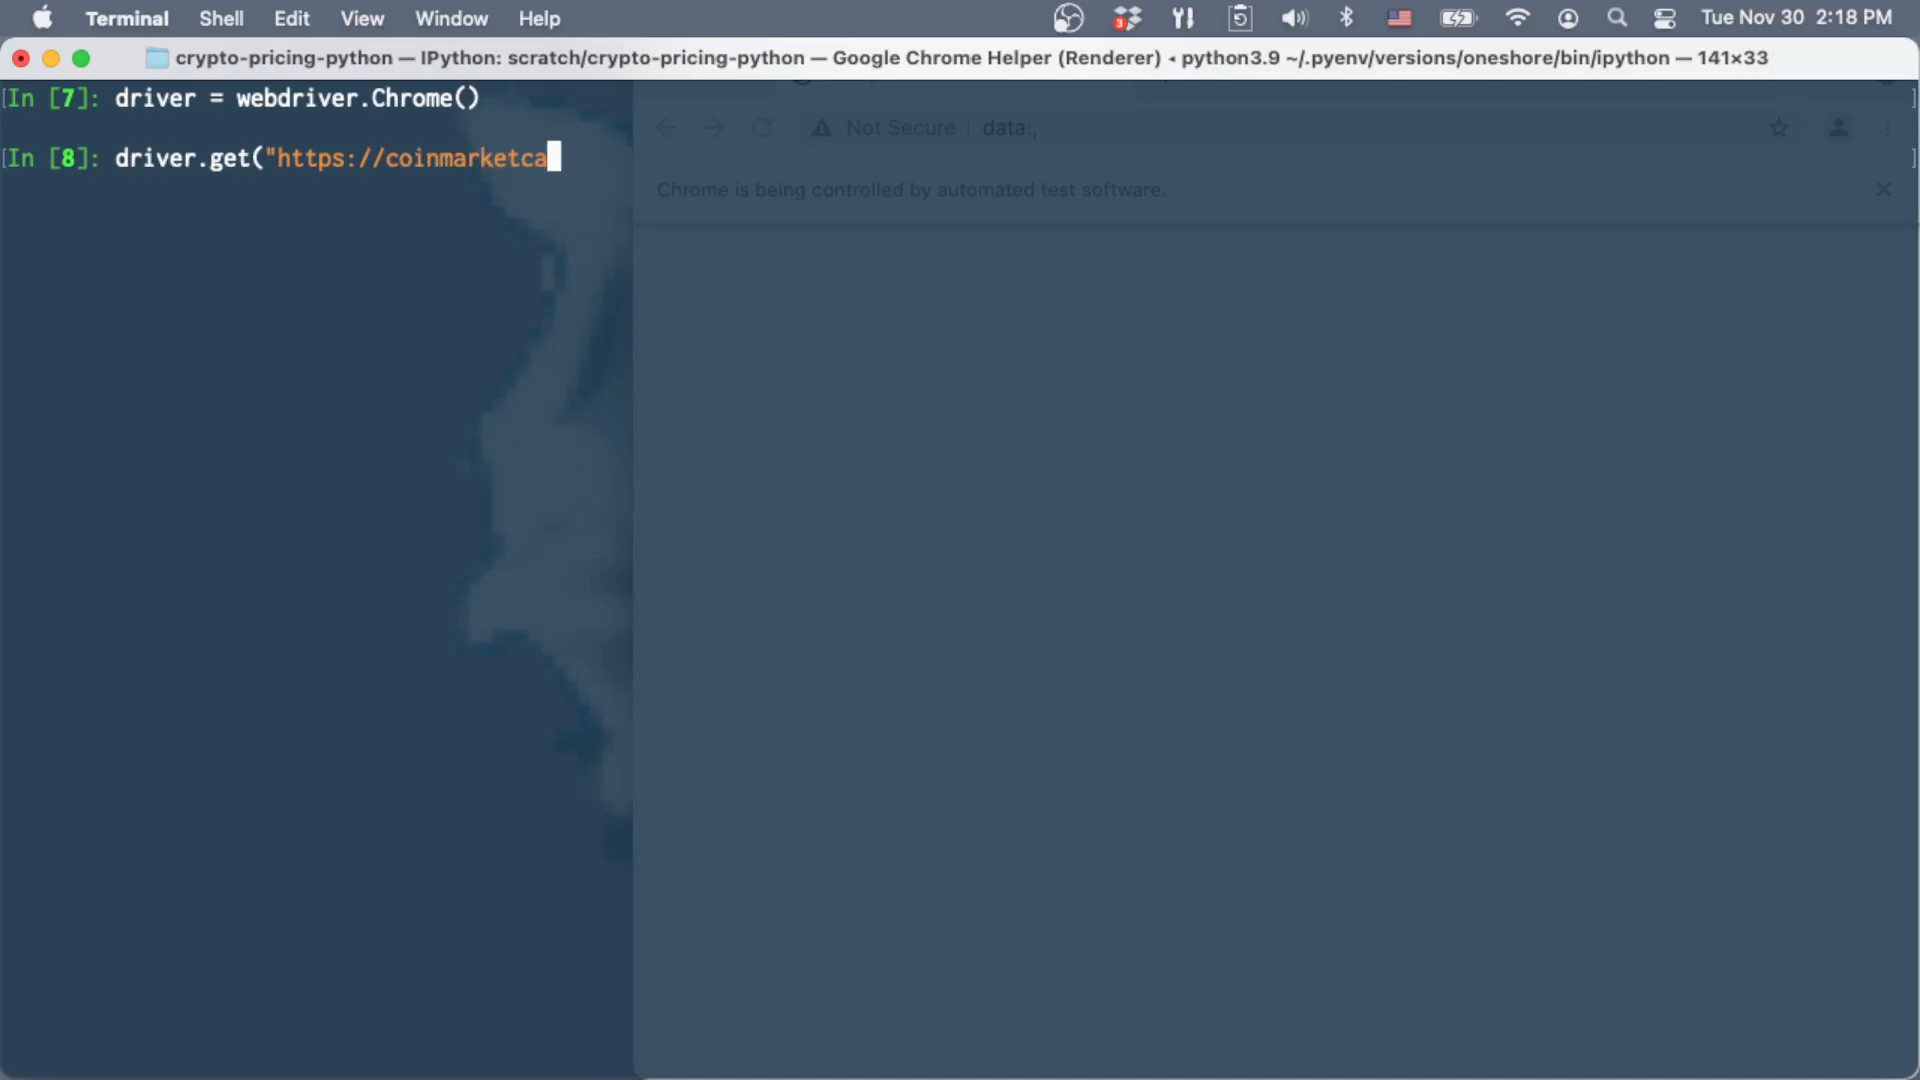 Terminal Shell Edit View Window Help 3 Tue Nov 30 2:18 PM
crypto-pricing-python — IPython: scratch/crypto-pricing-python — Google Chrome Helper (Renderer) ◂ python3.9 ~/.pyenv/versions/oneshore/bin/ipython — 141×33
[In [7]: driver = webdriver.Chrome() ]
Not Secure data:,
[In [8]: driver.get("https://coinmarketca ]
Chrome is being controlled by automated test software.